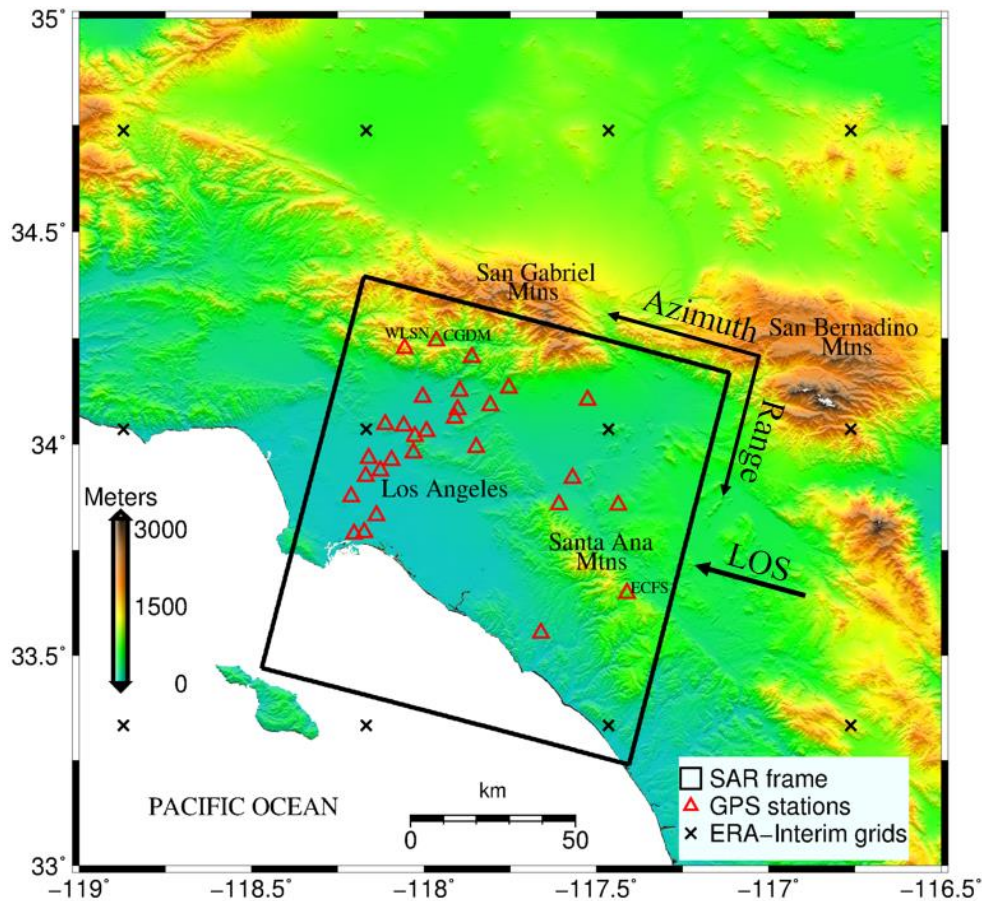 35°
34.5°
34°
33.5°
33°
−119°
−118.5°
−118°
−117.5°
−117°
−116.5°
San Gabriel
Mtns
Azimuth
San Bernadino
Mtns
WLSN
CGDM
Range
Los Angeles
Meters
3000
1500
0
Santa Ana
Mtns
LOS
ECFS
PACIFIC OCEAN
km
0
50
SAR frame
GPS stations
ERA−Interim grids